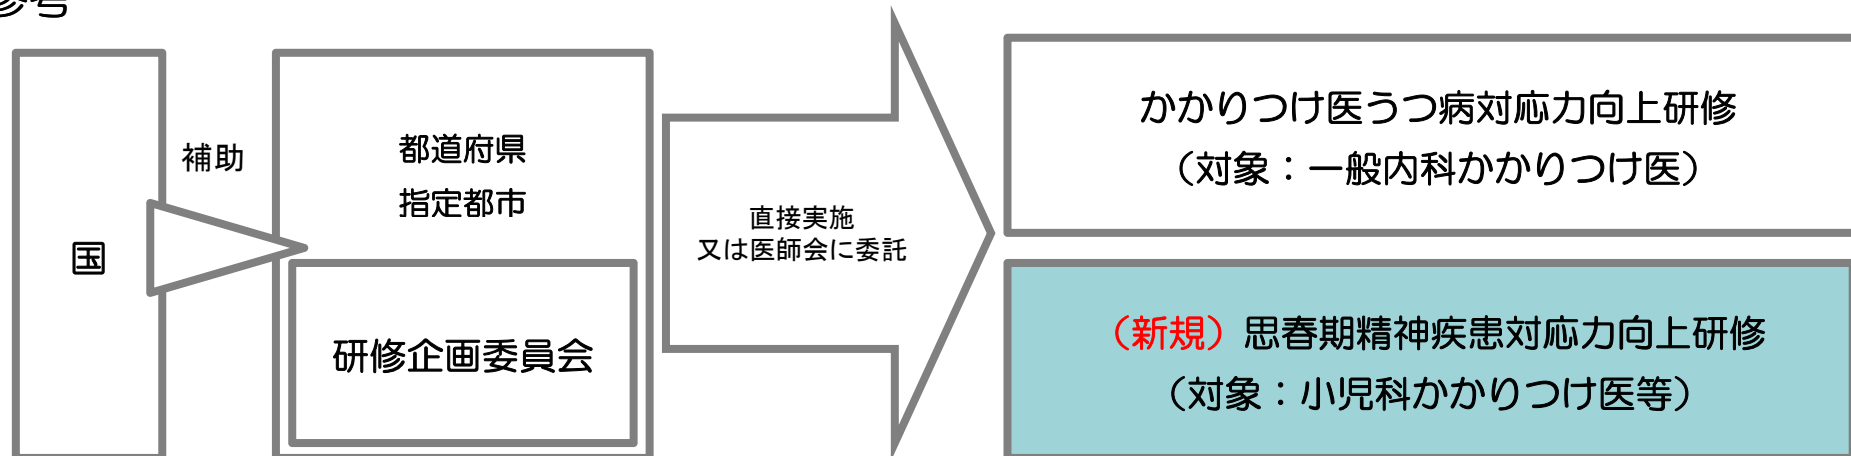 参考
国
補助
都道府県
指定都市
研修企画委員会
直接実施
又は医師会に委託
かかりつけ医うつ病対応力向上研修
（対象：一般内科かかりつけ医）
（新規）思春期精神疾患対応力向上研修
（対象：小児科かかりつけ医等）